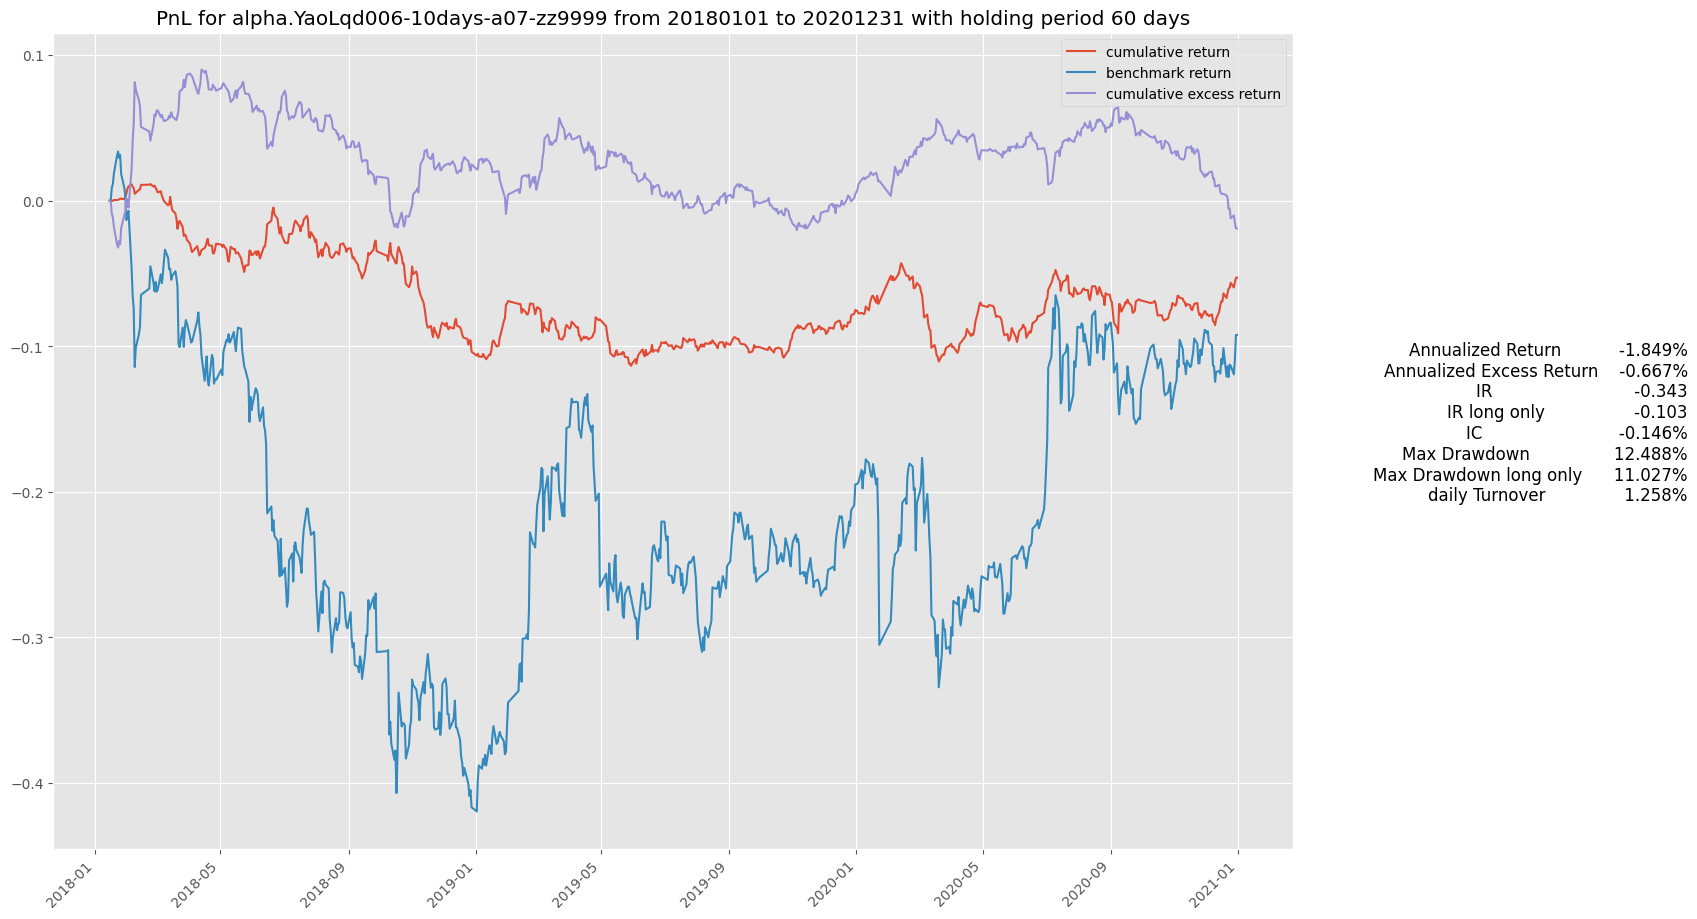 PnL for alpha.YaoLqd006-10days-a07-zz9999 from 20180101 to 20201231 with holding period 60 days
cumulative return
benchmark return
cumulative excess return
0.1
0.0
−0.1
−0.2
−0.3
−0.4
2018-01
2018-05
2018-09
2019-01
2019-05
2019-09
2020-01
2020-05
2020-09
2021-01
Annualized Return -1.849%
Annualized Excess Return -0.667%
IR -0.343
IR long only -0.103
IC -0.146%
Max Drawdown 12.488%
Max Drawdown long only 11.027%
daily Turnover 1.258%